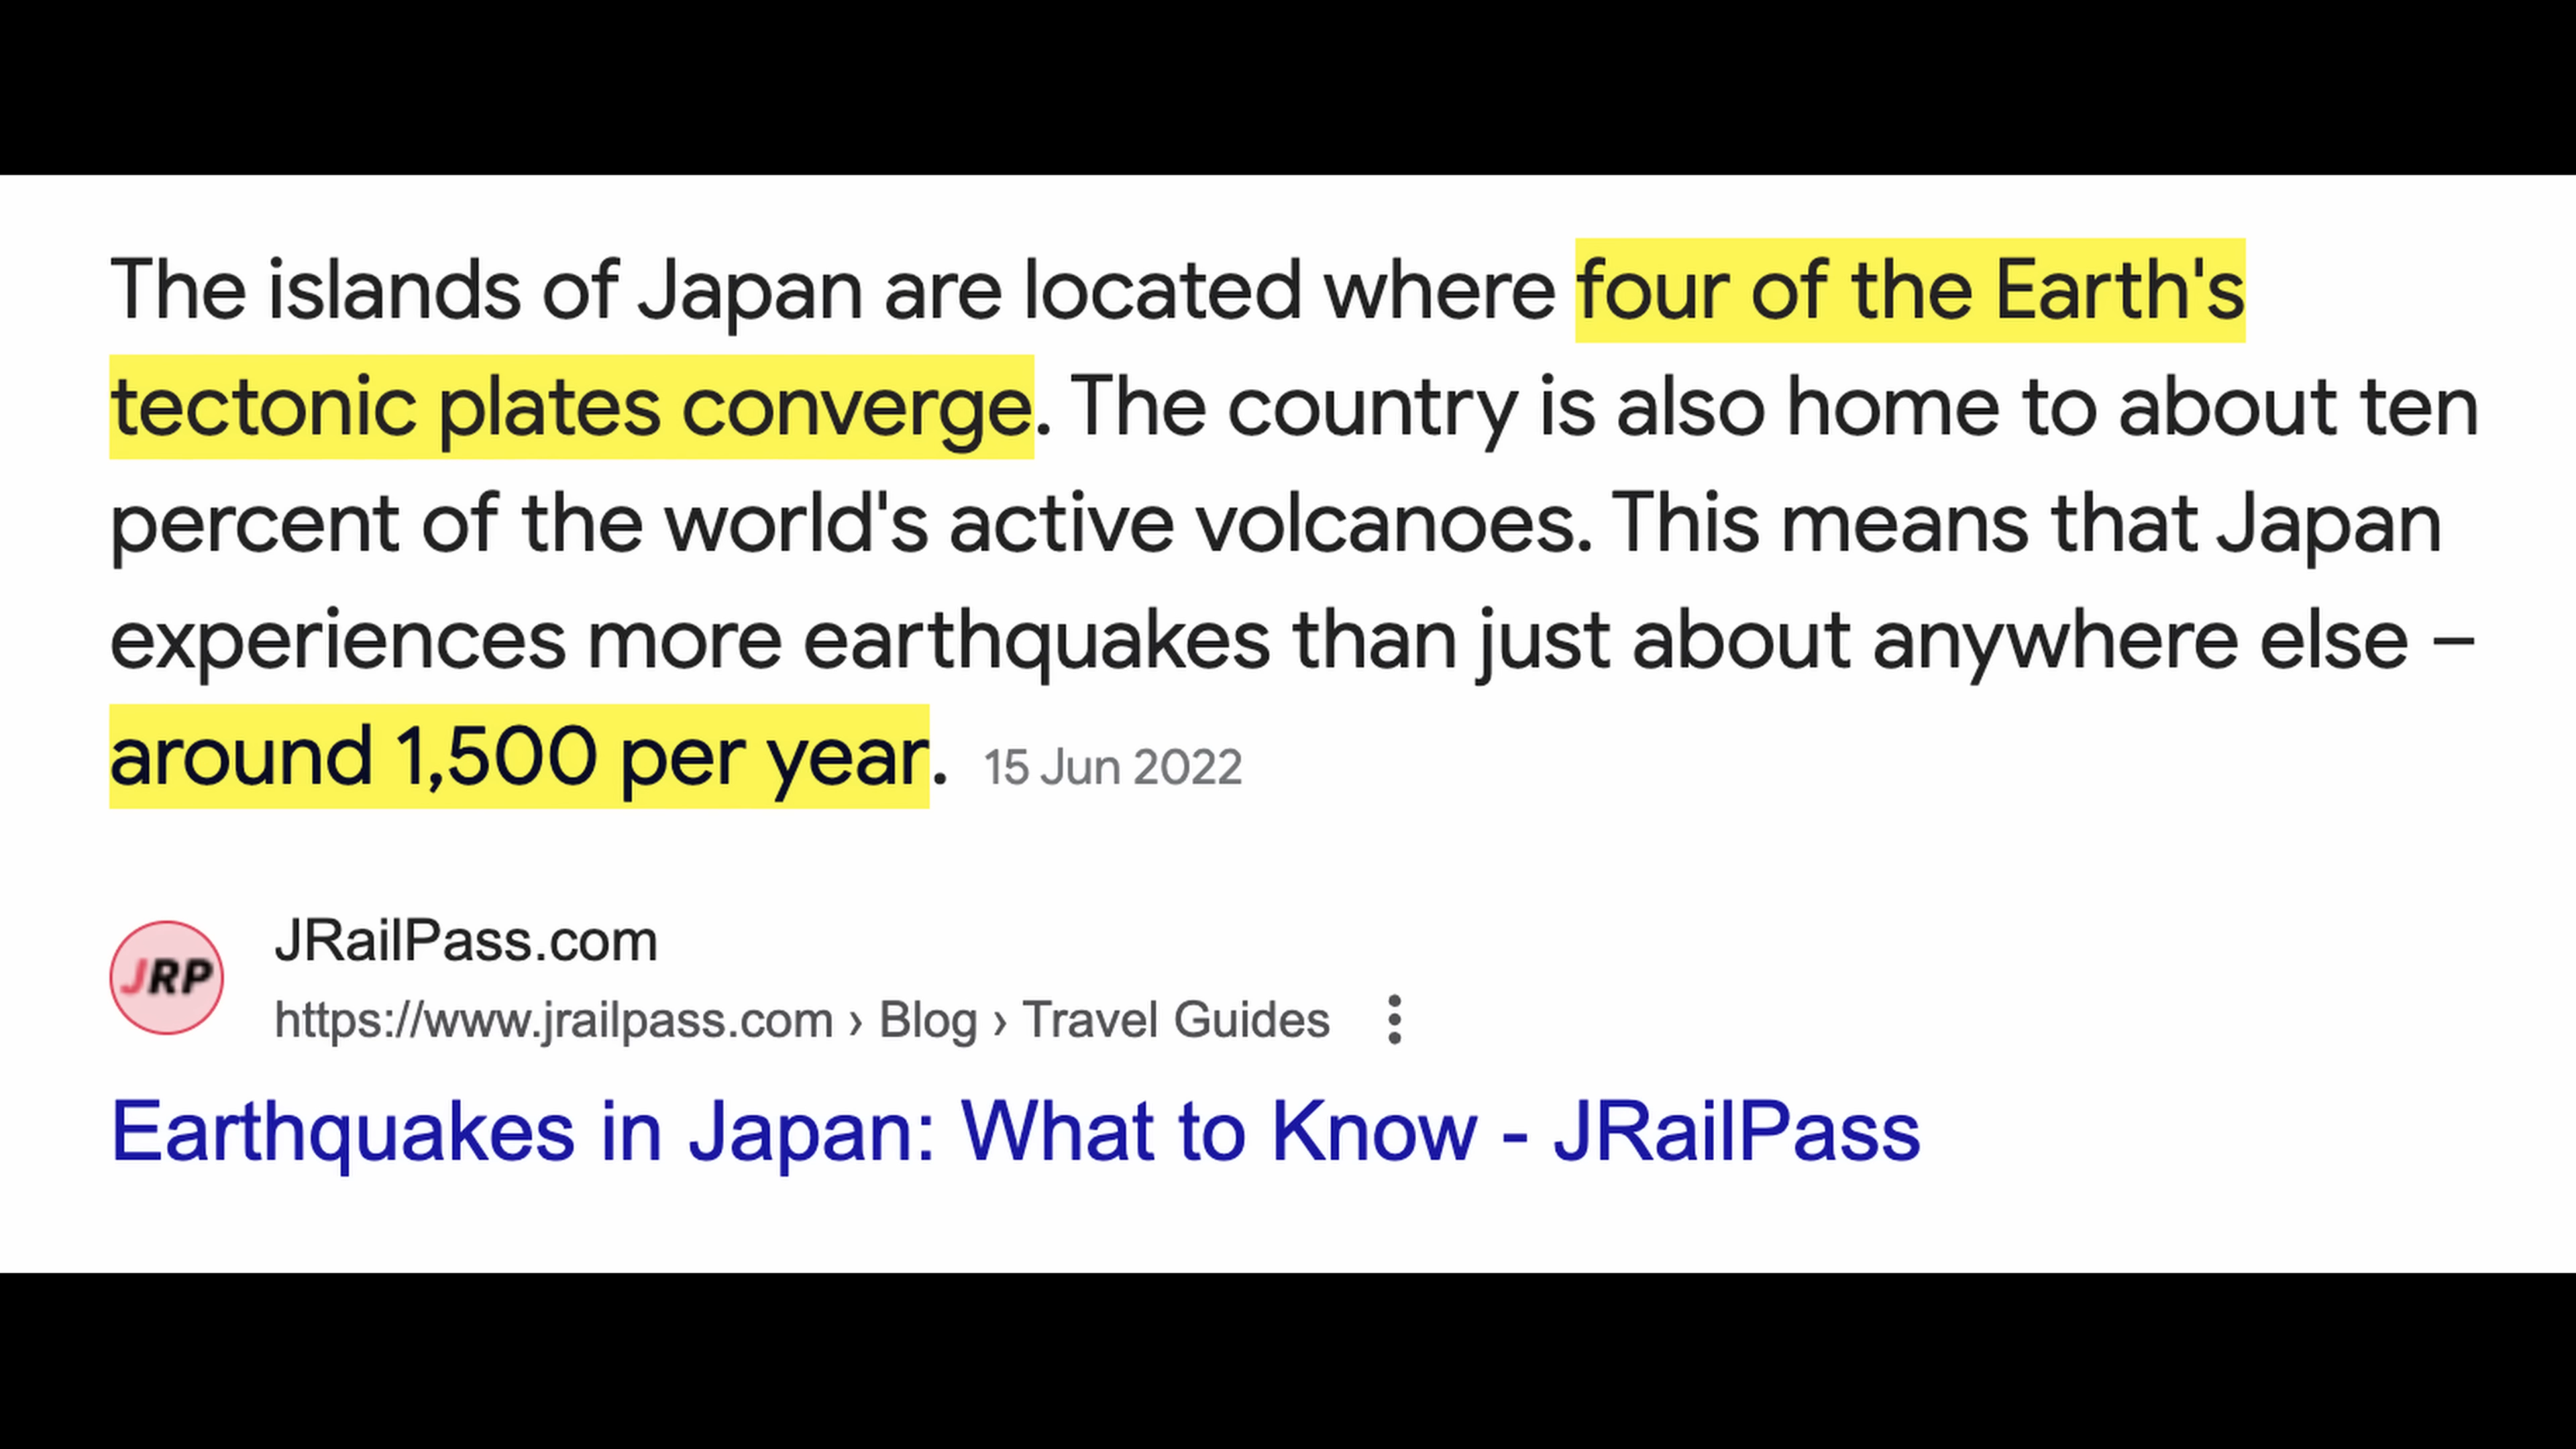 The islands of Japan are located where four of the Earth's
tectonic plates converge. The country is also home to about ten
percent of the world's active volcanoes. This means that Japan
experiences more earthquakes than just about anywhere else –
around 1,500 per year. 15 Jun 2022
JRP
JRailPass.com
https://www.jrailpass.com › Blog › Travel Guides
Earthquakes in Japan: What to Know - JRailPass